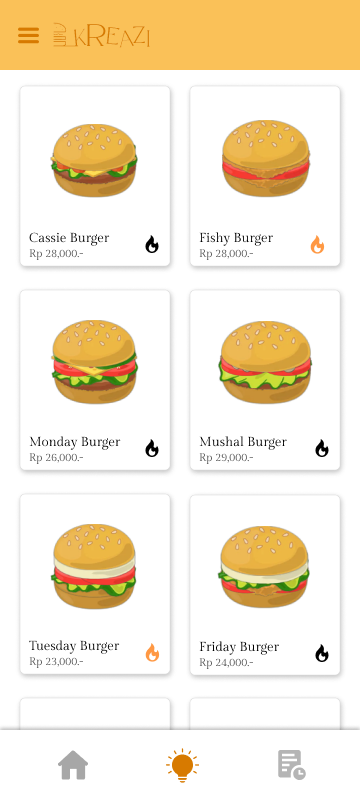 KREAZI
Cassie Burger
Rp 28,000.-
Fishy Burger
Rp 28,000.-
Monday Burger
Rp 26,000.-
Mushal Burger
Rp 29,000.-
Tuesday Burger
Rp 23,000.-
Friday Burger
Rp 24,000.-